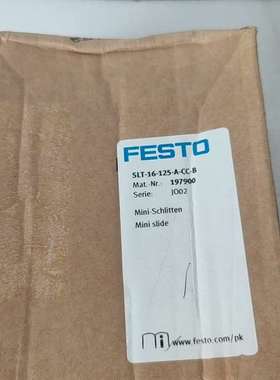 FESTO
SLT-16-125-A-CC-B
Mat.-Nr.: 197900
Serie: J002
Mini-Schlitten
Mini slide
www.festo.com/pk